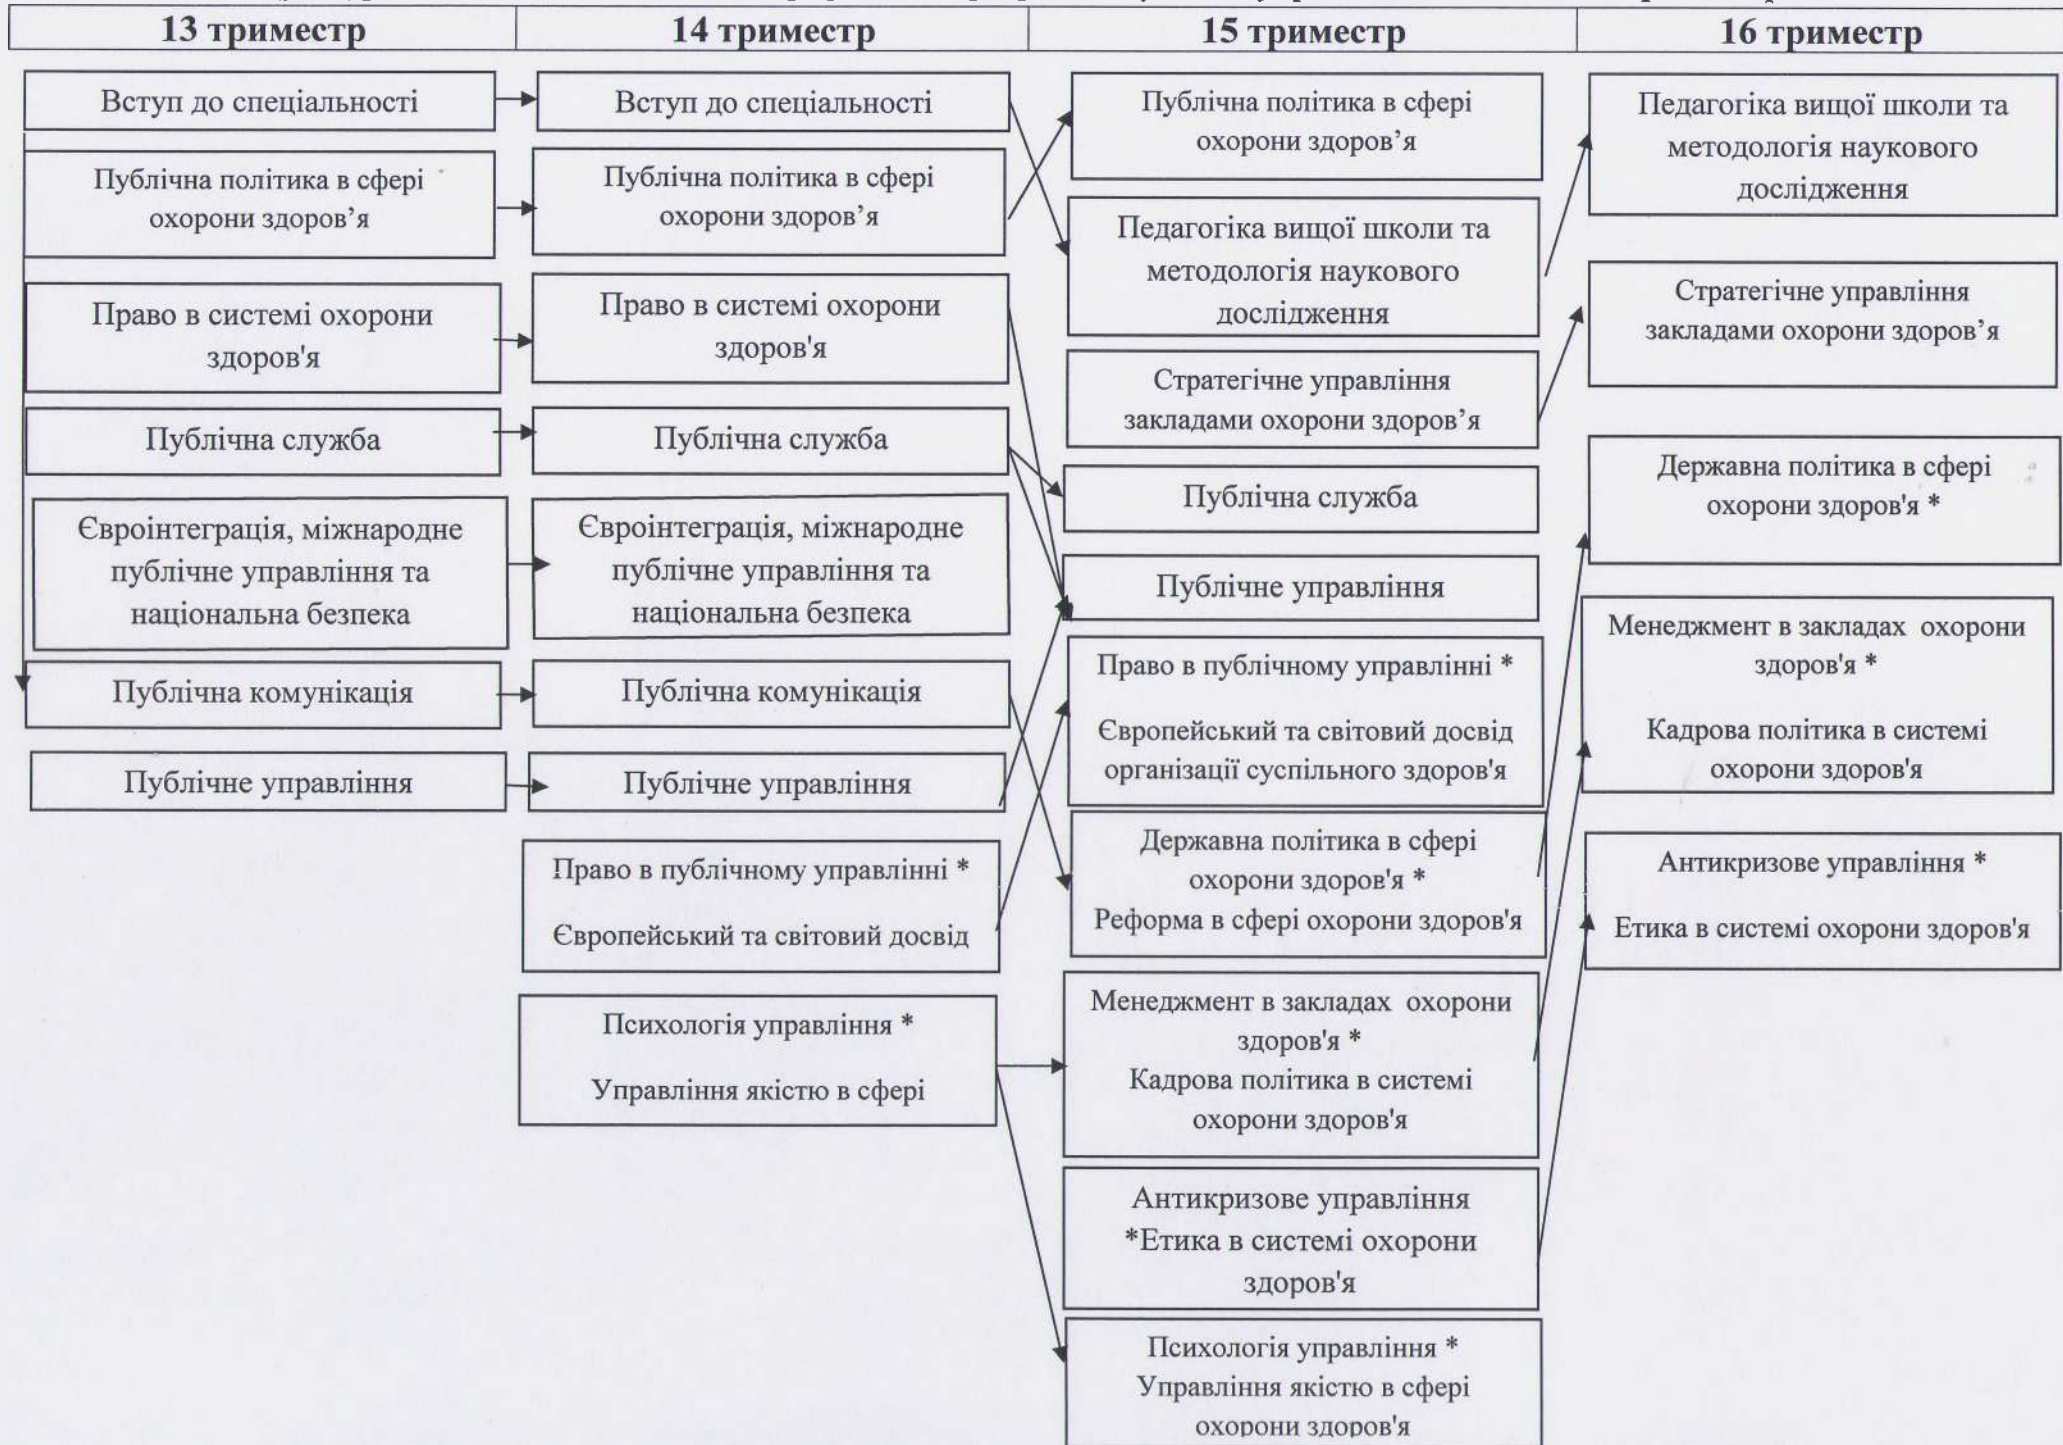 13 триместр
14 триместр
15 триместр
16 триместр
Вступ до спеціальності
Публічна політика в сфері
охорони здоров’я
Право в системі охорони
здоров'я
Публічна служба
Євроінтеграція, міжнародне
публічне управління та
національна безпека
Публічна комунікація
Публічне управління
Вступ до спеціальності
Публічна політика в сфері
охорони здоров’я
Право в системі охорони
здоров'я
Публічна служба
Євроінтеграція, міжнародне
публічне управління та
національна безпека
Публічна комунікація
Публічне управління
Право в публічному управлінні *
Європейський та світовий досвід
Психологія управління *
Управління якістю в сфері
Публічна політика в сфері
охорони здоров’я
Педагогіка вищої школи та
методологія наукового
дослідження
Стратегічне управління
закладами охорони здоров’я
Публічна служба
Публічне управління
Право в публічному управлінні *
Європейський та світовий досвід
організації суспільного здоров'я
Державна політика в сфері
охорони здоров'я *
Реформа в сфері охорони здоров'я
Менеджмент в закладах охорони
здоров'я *
Кадрова політика в системі
охорони здоров'я
Антикризове управління
*Етика в системі охорони
здоров'я
Психологія управління *
Управління якістю в сфері
охорони здоров'я
Педагогіка вищої школи та
методологія наукового
дослідження
Стратегічне управління
закладами охорони здоров’я
Державна політика в сфері
охорони здоров'я *
Менеджмент в закладах охорони
здоров'я *
Кадрова політика в системі
охорони здоров'я
Антикризове управління *
Етика в системі охорони здоров'я